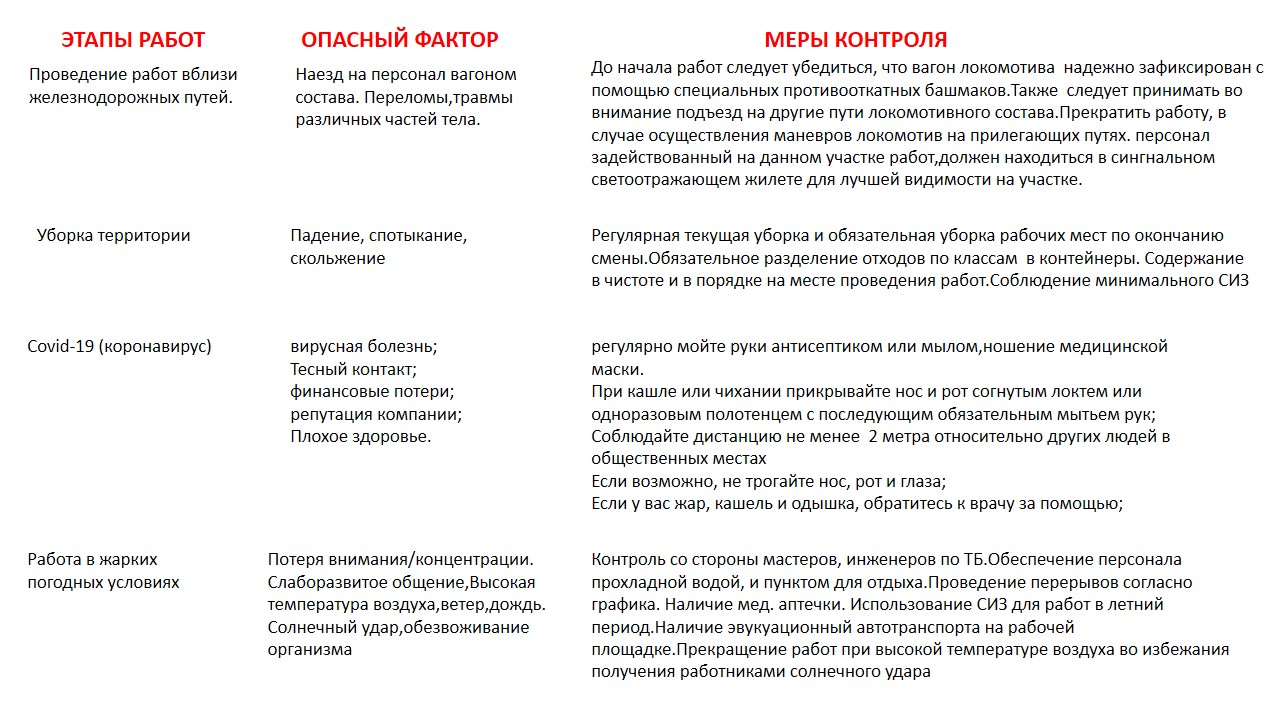 ЭТАПЫ РАБОТ
ОПАСНЫЙ ФАКТОР
МЕРЫ КОНТРОЛЯ
Проведение работ вблизи
железнодорожных путей.
Наезд на персонал вагоном
состава. Переломы,травмы
различных частей тела.
До начала работ следует убедиться, что вагон локомотива надежно зафиксирован с
помощью специальных противооткатных башмаков.Также следует принимать во
внимание подъезд на другие пути локомотивного состава.Прекратить работу, в
случае осуществления маневров локомотив на прилегающих путях. персонал
задействованный на данном участке работ,должен находиться в сингнальном
светоотражающем жилете для лучшей видимости на участке.
Уборка территории
Падение, спотыкание,
скольжение
Регулярная текущая уборка и обязательная уборка рабочих мест по окончанию
смены.Обязательное разделение отходов по классам в контейнеры. Содержание
в чистоте и в порядке на месте проведения работ.Соблюдение минимального СИЗ
Covid-19 (коронавирус)
вирусная болезнь;
Тесный контакт;
финансовые потери;
репутация компании;
Плохое здоровье.
регулярно мойте руки антисептиком или мылом,ношение медицинской
маски.
При кашле или чихании прикрывайте нос и рот согнутым локтем или
одноразовым полотенцем с последующим обязательным мытьем рук;
Соблюдайте дистанцию не менее 2 метра относительно других людей в
общественных местах
Если возможно, не трогайте нос, рот и глаза;
Если у вас жар, кашель и одышка, обратитесь к врачу за помощью;
Работа в жарких
погодных условиях
Потеря внимания/концентрации.
Слаборазвитое общение,Высокая
температура воздуха,ветер,дождь.
Солнечный удар,обезвоживание
организма
Контроль со стороны мастеров, инженеров по ТБ.Обеспечение персонала
прохладной водой, и пунктом для отдыха.Проведение перерывов согласно
графика. Наличие мед. аптечки. Использование СИЗ для работ в летний
период.Наличие эвукуационный автотранспорта на рабочей
площадке.Прекращение работ при высокой температуре воздуха во избежания
получения работниками солнечного удара